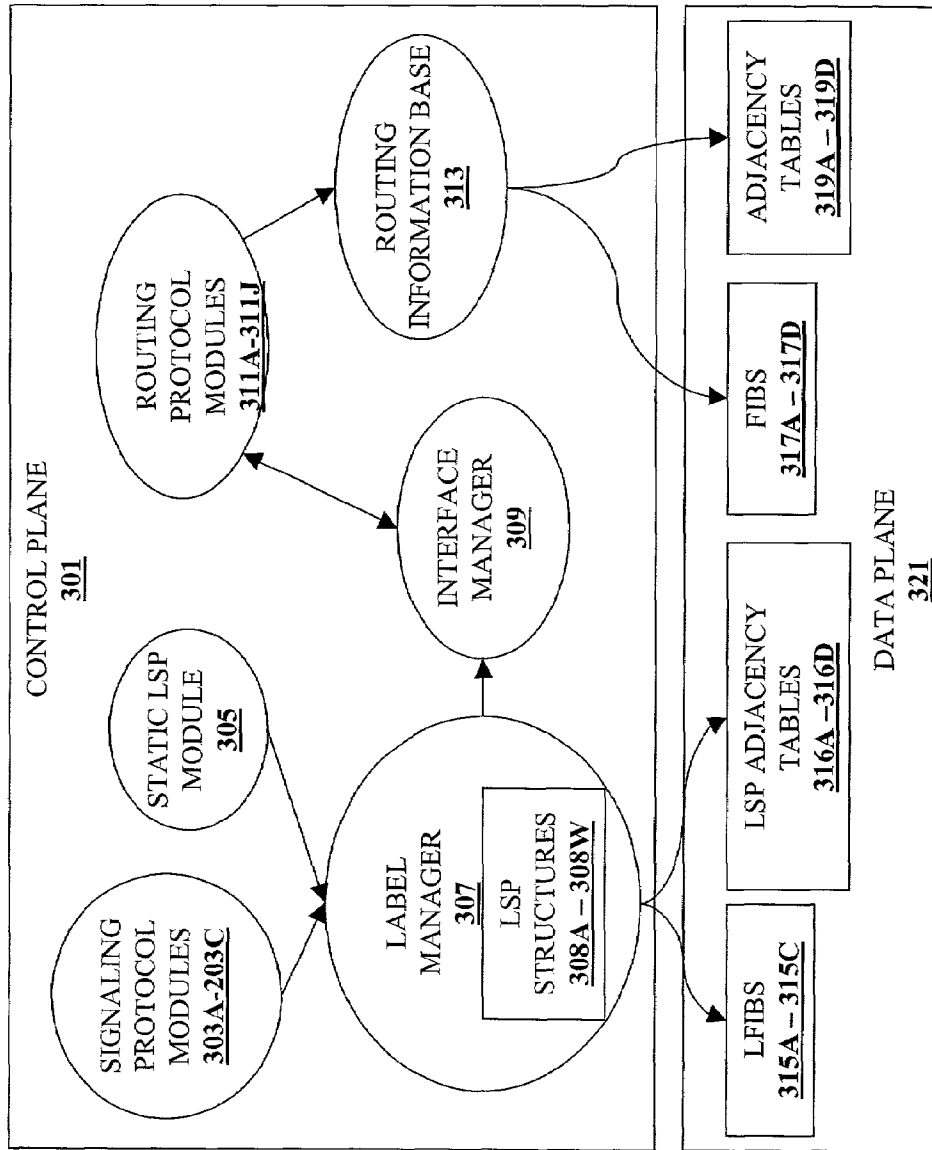 CONTROL PLANE
301
SIGNALING
PROTOCOL
MODULES
303A-203C
STATIC LSP
MODULE
305
ROUTING
PROTOCOL
MODULES
311A-311J
LABEL
MANAGER
307
LSP
STRUCTURES
308A – 308W
INTERFACE
MANAGER
309
ROUTING
INFORMATION BASE
313
LFIBS
315A – 315C
LSP ADJACENCY
TABLES
316A –316D
FIBS
317A – 317D
ADJACENCY
TABLES
319A – 319D
DATA PLANE
321